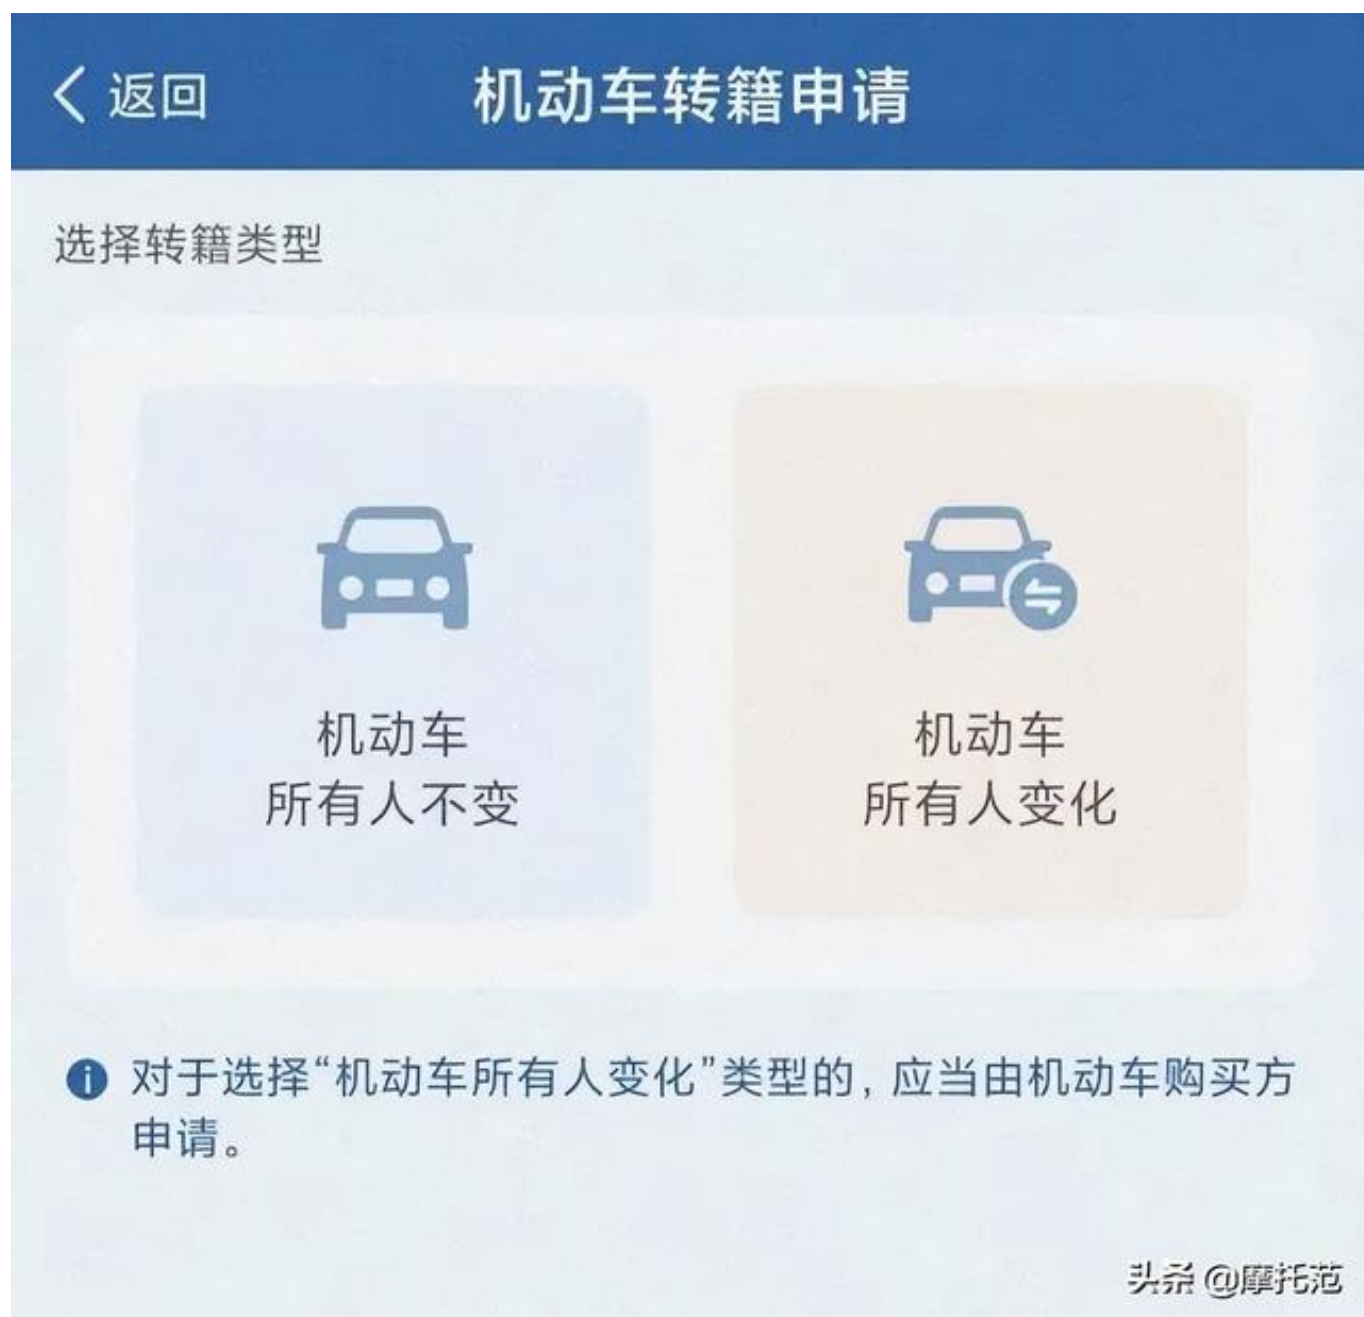 返回
机动车转籍申请
选择转籍类型
机动车
所有人不变
机动车
所有人变化
对于选择“机动车所有人变化”类型的，应当由机动车购买方
申请。
头条 @摩托范